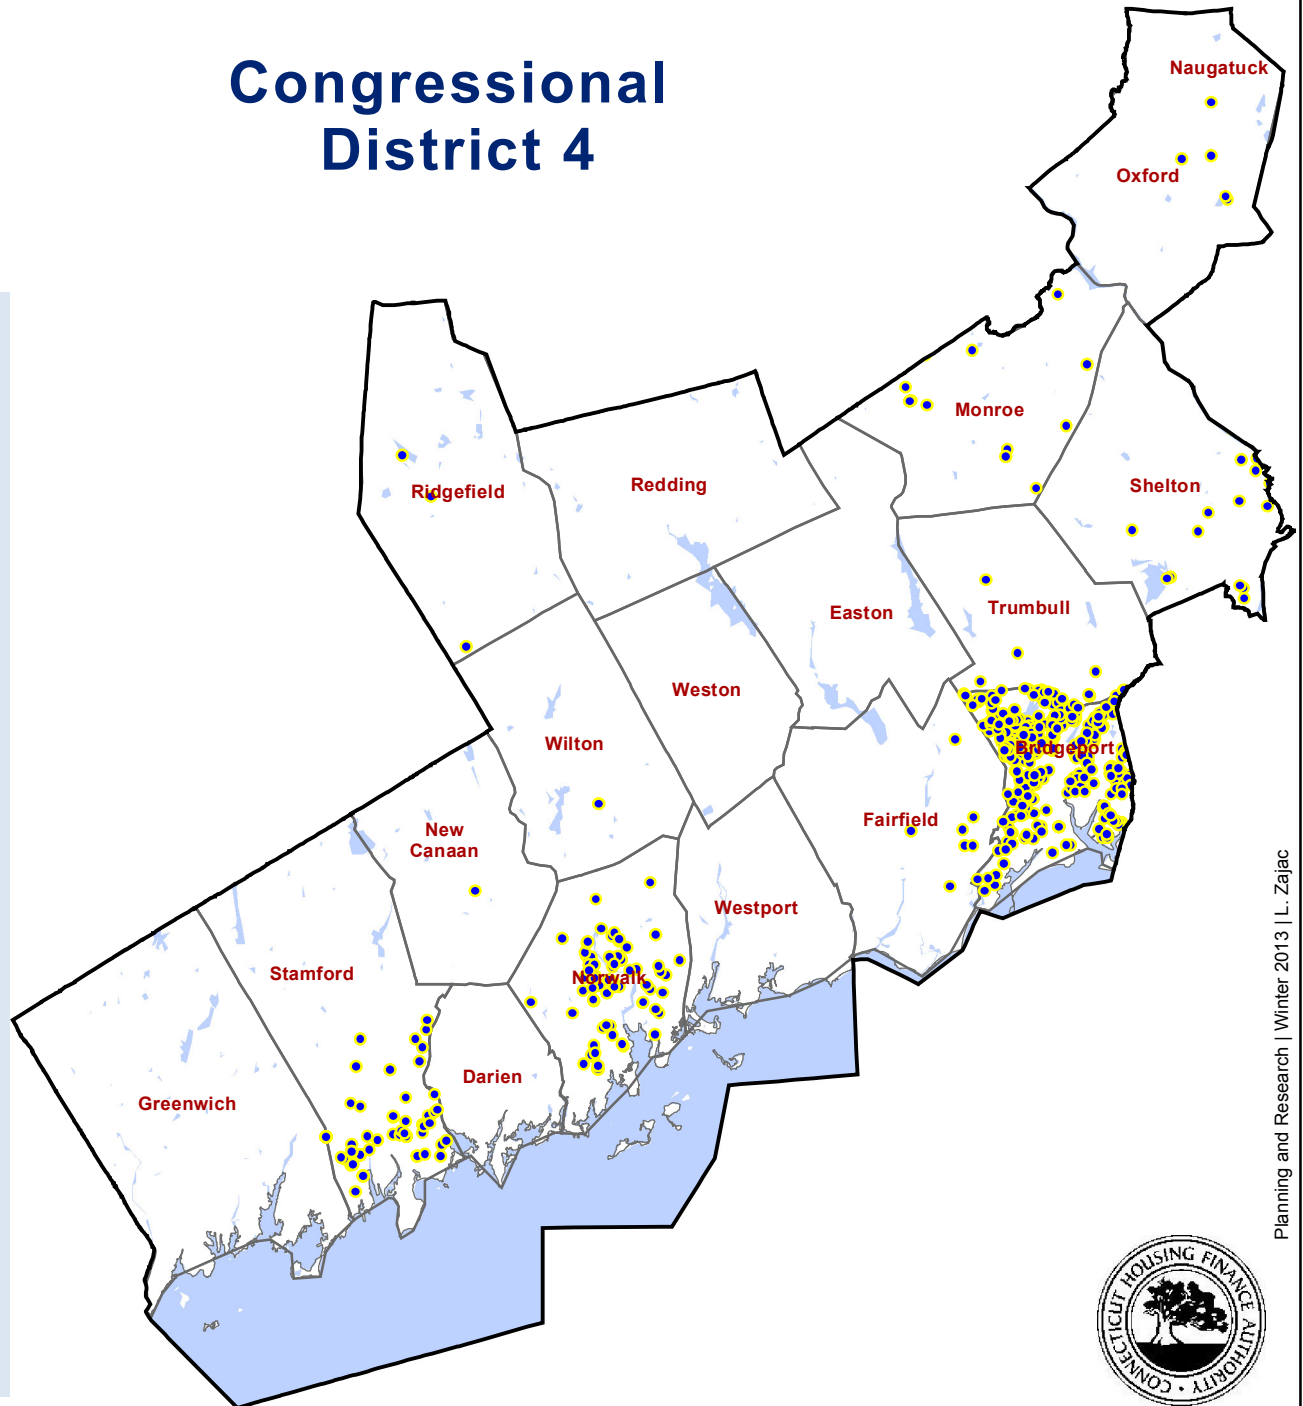 Congressional
District 4
Naugatuck
Oxford
Monroe
Ridgefield
Redding
Shelton
Easton
Trumbull
Weston
Wilton
Bridgeport
Fairfield
New
Canaan
Westport
Stamford
Norwalk
Darien
Greenwich
Planning and Research | Winter 2013 | L. Zajac
CONNECTICUT HOUSING FINANCE AUTHORITY •